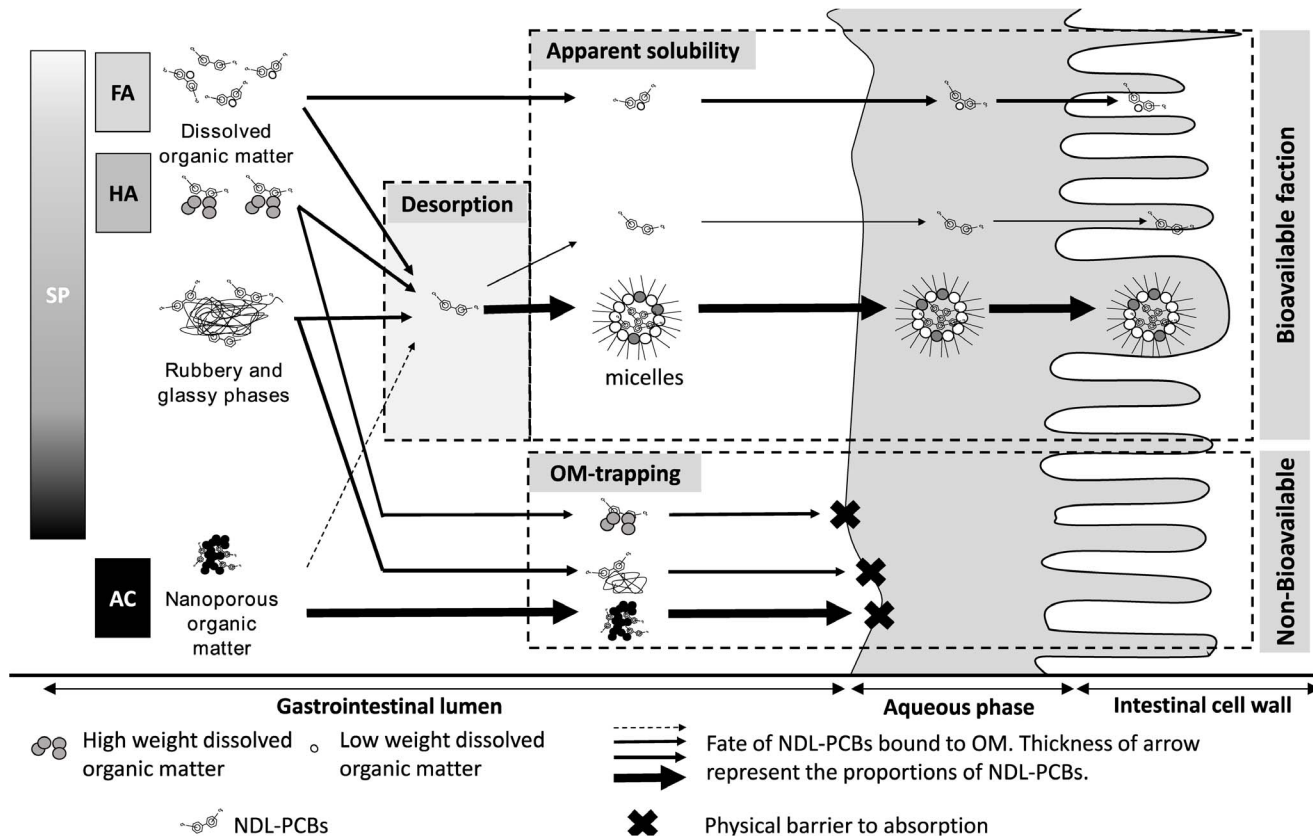 Apparent solubility
FA
Dissolved
organic matter
HA
Desorption
SP
Rubbery and
glassy phases
micelles
Bioavailable faction
OM-trapping
AC
Nanoporous
organic
matter
Non-Bioavailable
Gastrointestinal lumen
Aqueous phase
Intestinal cell wall
High weight dissolved
organic matter
Low weight dissolved
organic matter
Fate of NDL-PCBs bound to OM. Thickness of arrow
represent the proportions of NDL-PCBs.
NDL-PCBs
Physical barrier to absorption